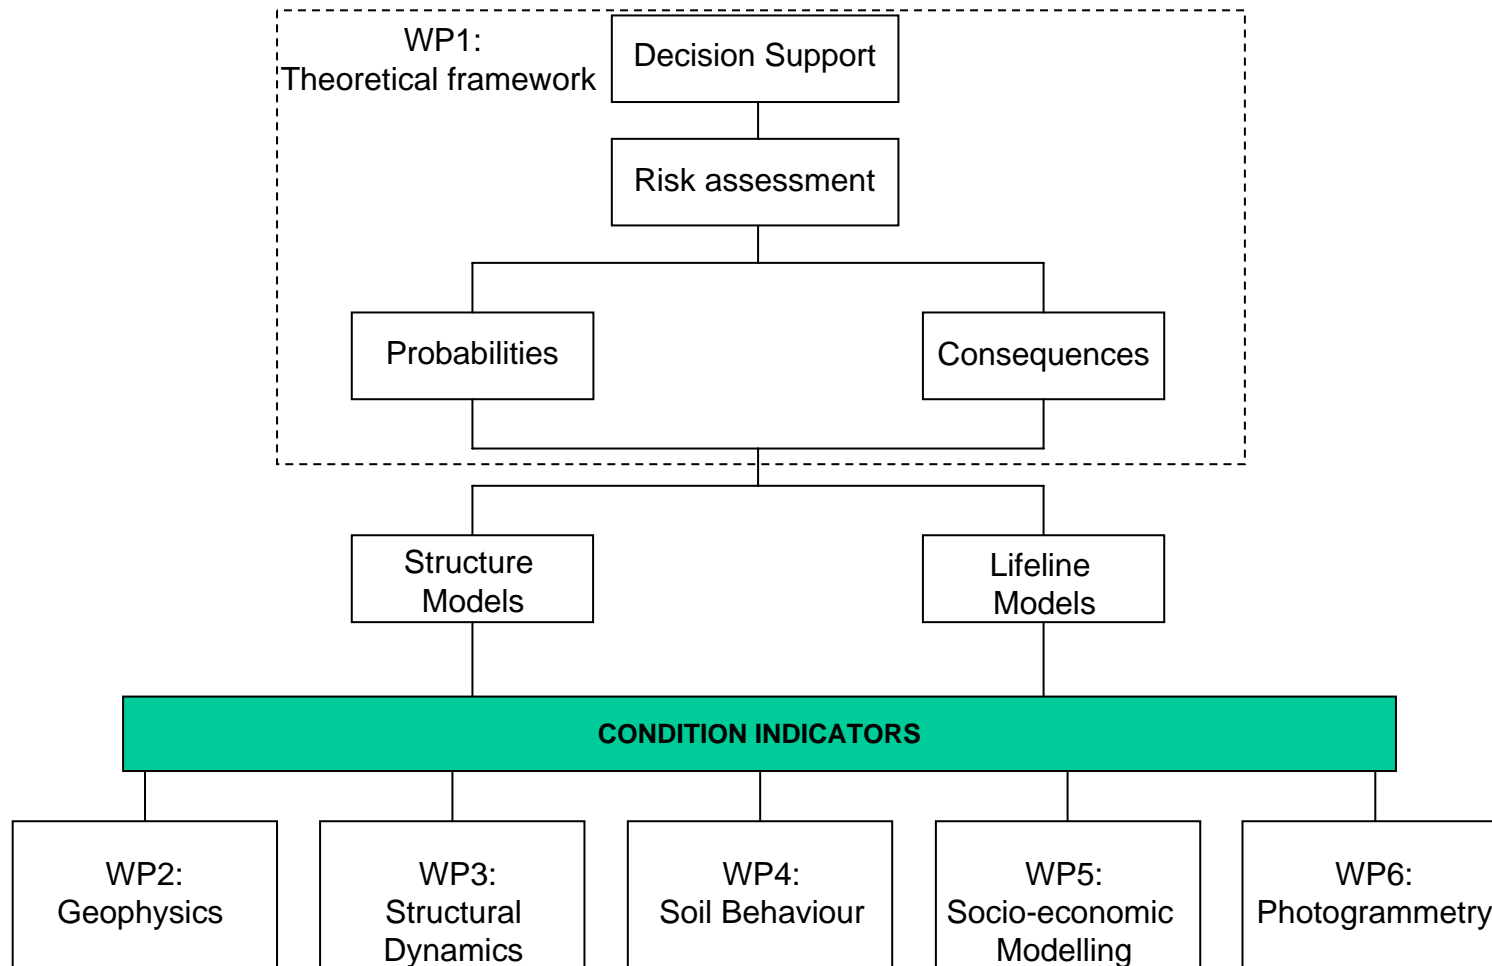 WP1:
Theoretical framework
Decision Support
Risk assessment
Probabilities
Consequences
Structure
Models
Lifeline
Models
CONDITION INDICATORS
WP2:
Geophysics
WP3:
Structural
Dynamics
WP4:
Soil Behaviour
WP5:
Socio-economic
Modelling
WP6:
Photogrammetry